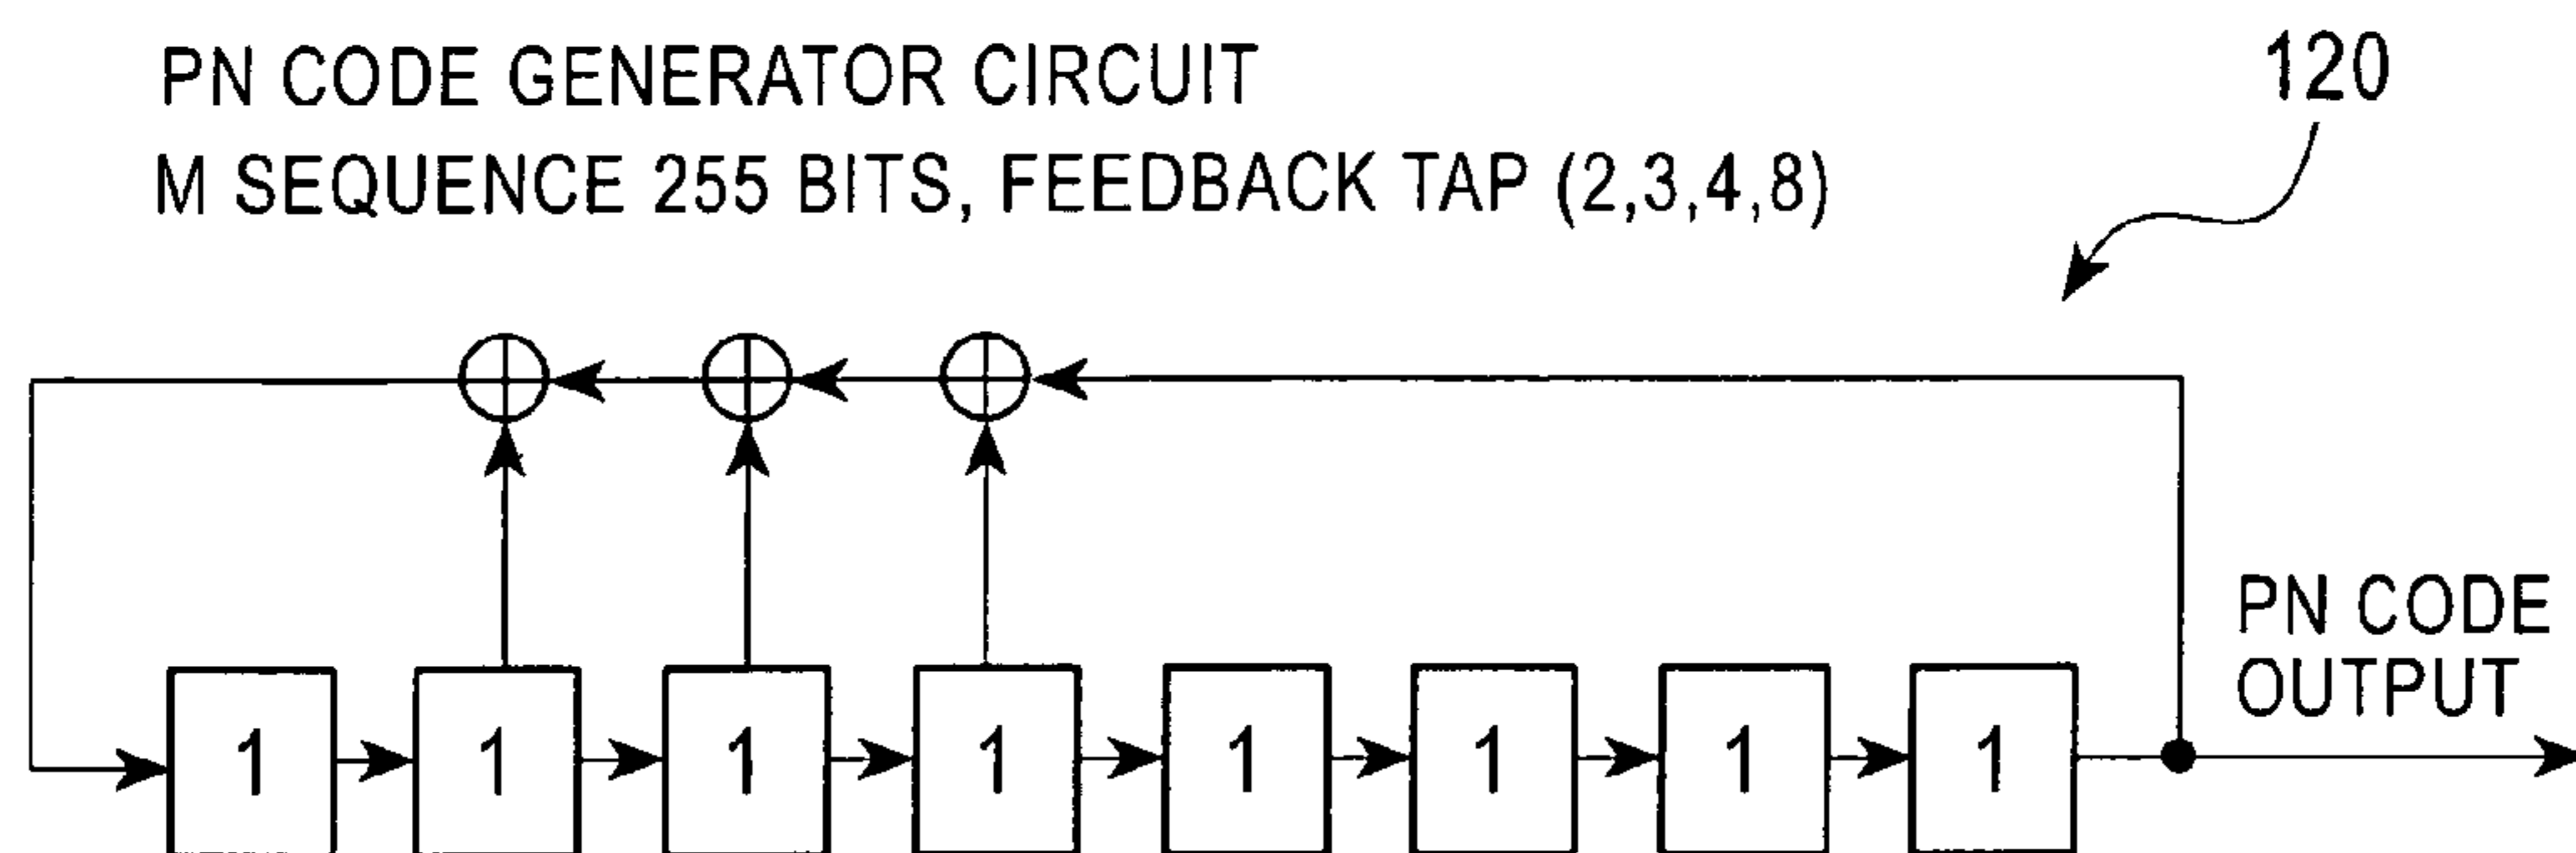 PN CODE GENERATOR CIRCUIT
120
M SEQUENCE 255 BITS, FEEDBACK TAP (2,3,4,8)
PN CODE
OUTPUT
1 1 1 1 1 1 1 1